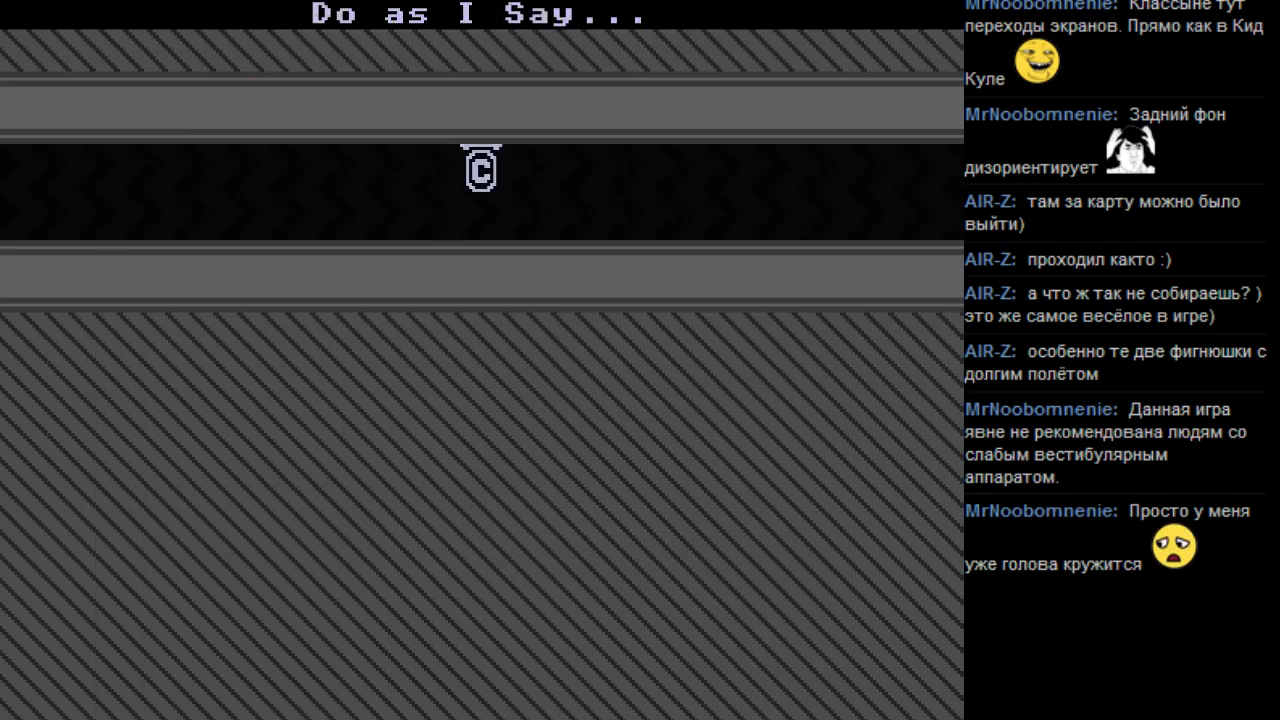 Do as I Say...
C
MrNoobomnenie: Классыне тут
переходы экранов. Прямо как в Кид
Куле
MrNoobomnenie: Задний фон
дизориентирует
AIR-Z: там за карту можно было
выйти)
AIR-Z: проходил както :)
AIR-Z: а что ж так не собираешь? )
это же самое весёлое в игре)
AIR-Z: особенно те две фигнюшки с
долгим полётом
MrNoobomnenie: Данная игра
явне не рекомендована людям со
слабым вестибулярным
аппаратом.
MrNoobomnenie: Просто у меня
уже голова кружится